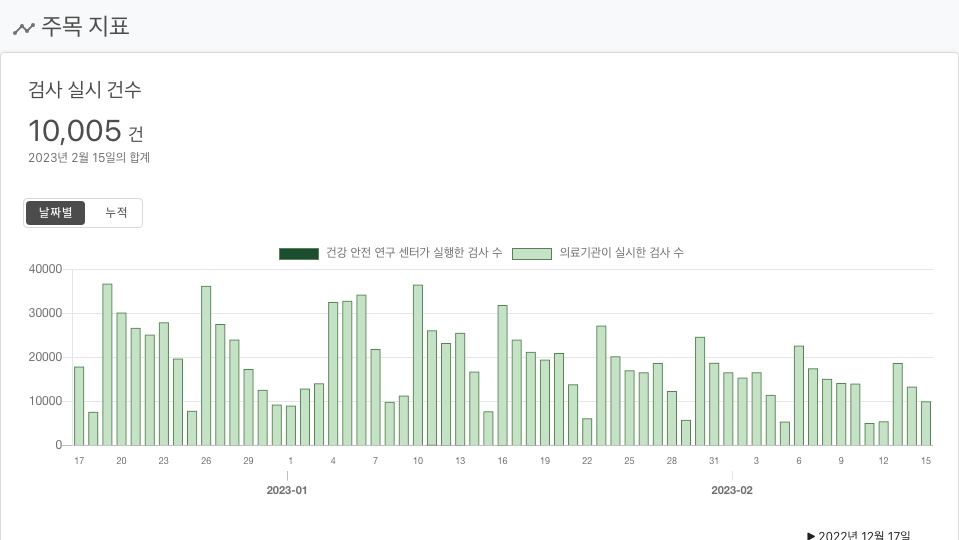 주목 지표
검사 실시 건수
10,005 건
2023년 2월 15일의 합계
날짜별 누적
건강 안전 연구 센터가 실행한 검사 수 의료기관이 실시한 검사 수
40000
30000
20000
10000
0
17 20 23 26 29 1 4 7 10 13 16 19 22 25 28 31 3 6 9 12 15
2023-01 2023-02
▶ 2022년 12월 17일